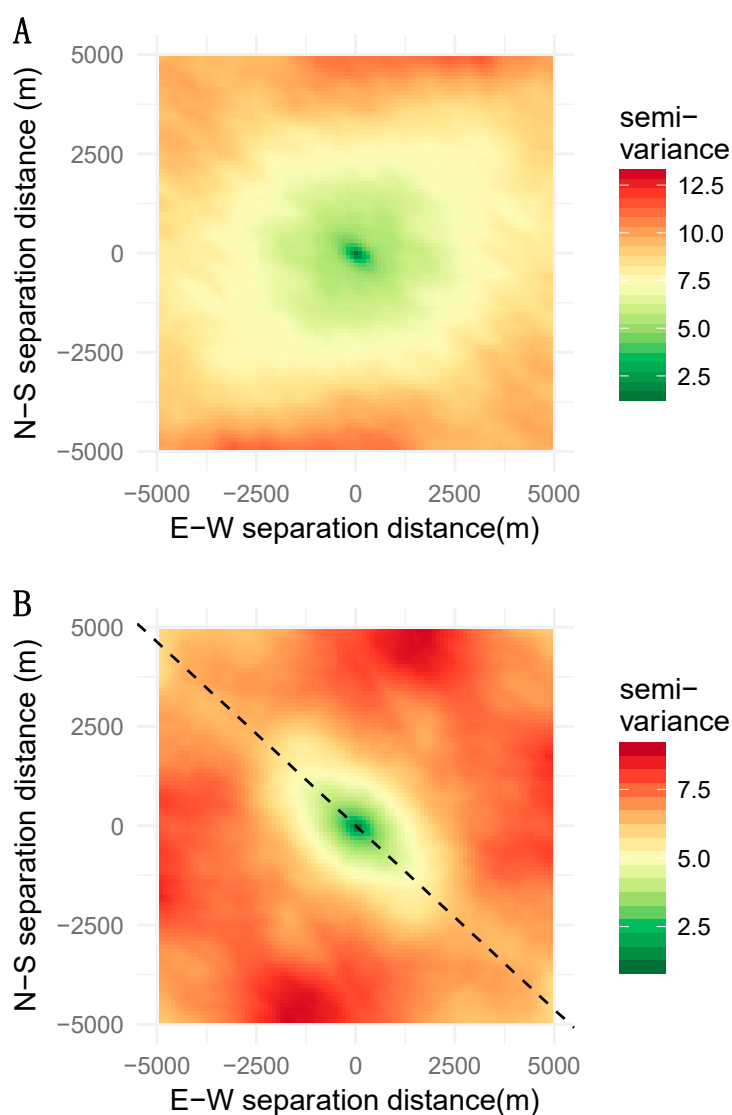 A
N−S separation distance (m)
5000
2500
0
−2500
−5000
−5000 −2500 0 2500 5000
E−W separation distance(m)
semi−
variance
12.5
10.0
7.5
5.0
2.5
B
N−S separation distance (m)
5000
2500
0
−2500
−5000
−5000 −2500 0 2500 5000
E−W separation distance(m)
semi−
variance
7.5
5.0
2.5